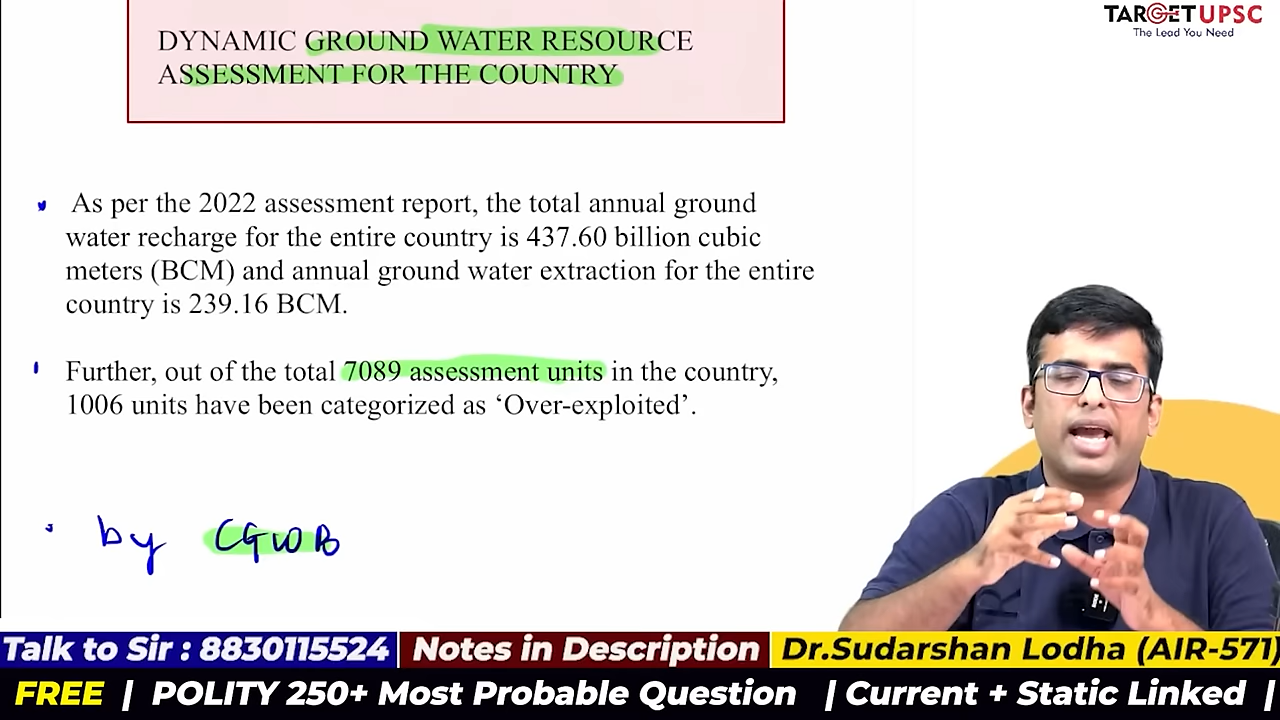 TARGETUPSC
The Lead You Need
DYNAMIC GROUND WATER RESOURCE
ASSESSMENT FOR THE COUNTRY
As per the 2022 assessment report, the total annual ground
water recharge for the entire country is 437.60 billion cubic
meters (BCM) and annual ground water extraction for the entire
country is 239.16 BCM.
Further, out of the total 7089 assessment units in the country,
1006 units have been categorized as ‘Over-exploited’.
by CGWB
Talk to Sir : 8830115524 Notes in Description Dr.Sudarshan Lodha (AIR-571)
FREE | POLITY 250+ Most Probable Question | Current + Static Linked |